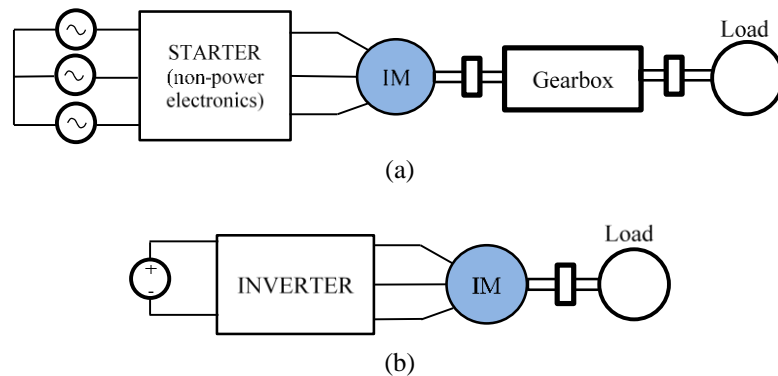 Load
STARTER
(non-power
electronics)
IM
Gearbox
(a)
Load
+
-
INVERTER
IM
(b)